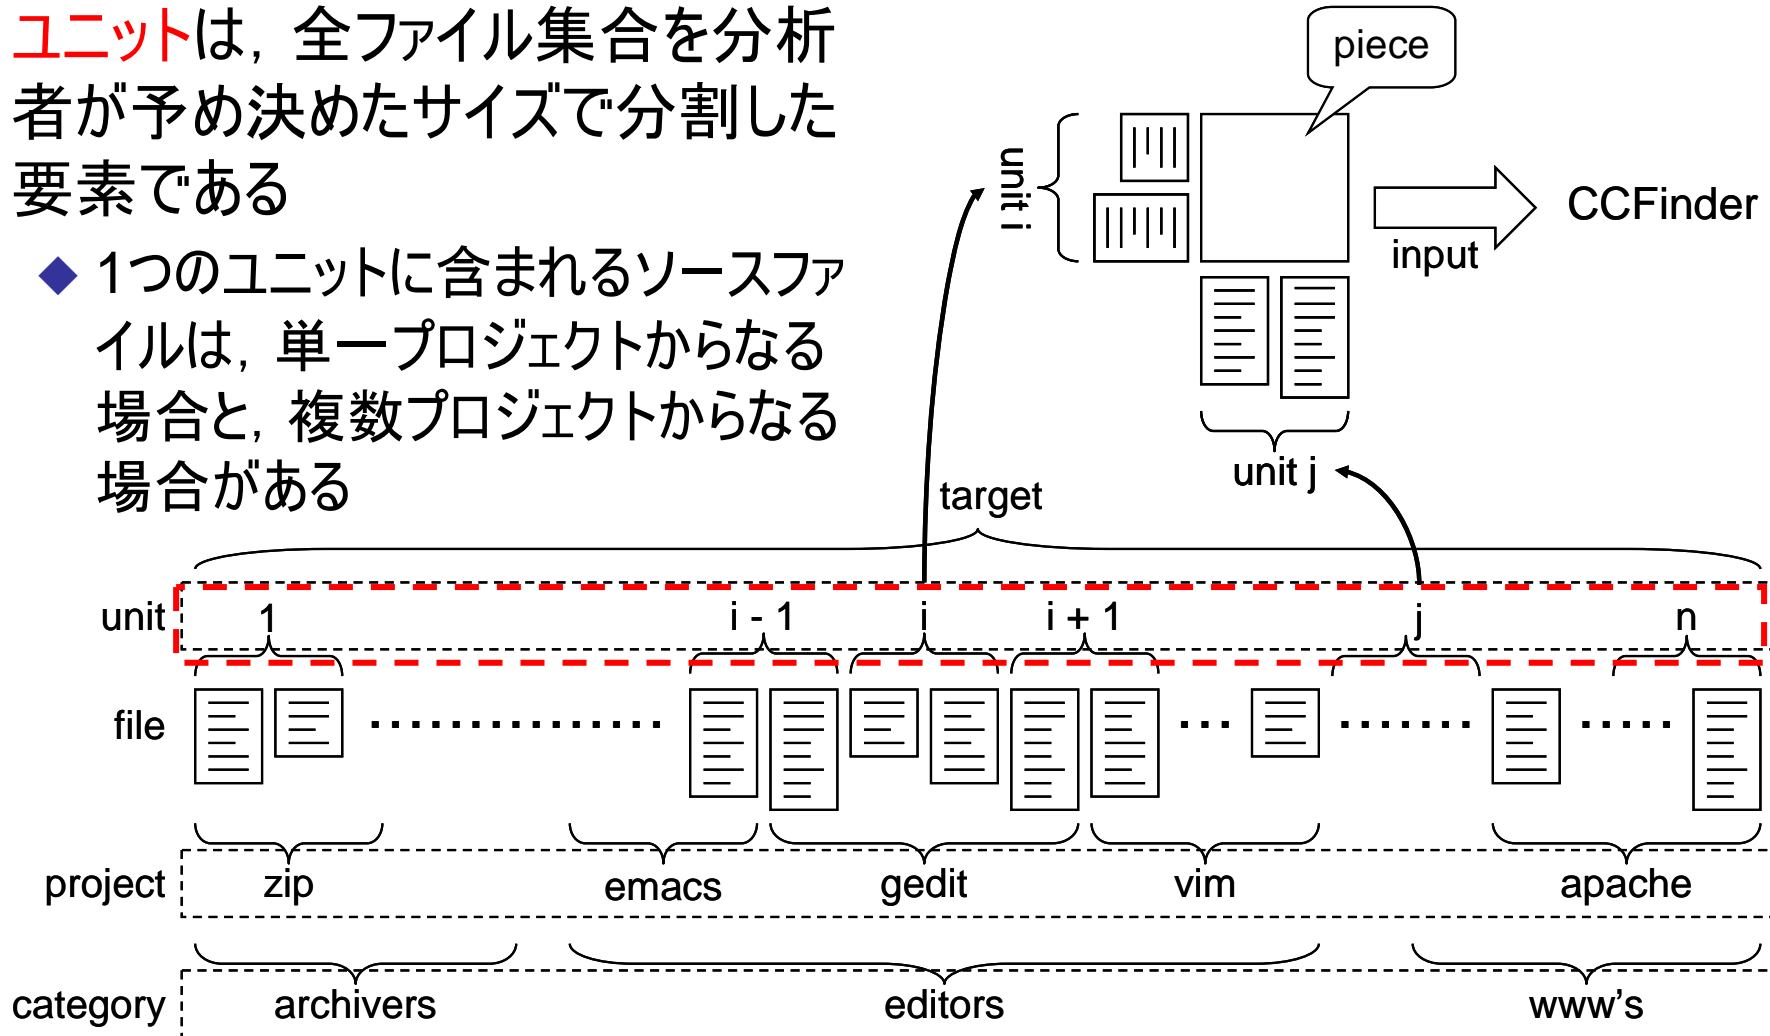 ユニットは，全ファイル集合を分析
者が予め決めたサイズで分割した
要素である
◆ 1つのユニットに含まれるソースファ
イルは，単一プロジェクトからなる
場合と，複数プロジェクトからなる
場合がある
piece
unit i
CCFinder
input
unit j
target
unit 1 i - 1 i i + 1 j n
file
project zip emacs gedit vim apache
category archivers editors www's